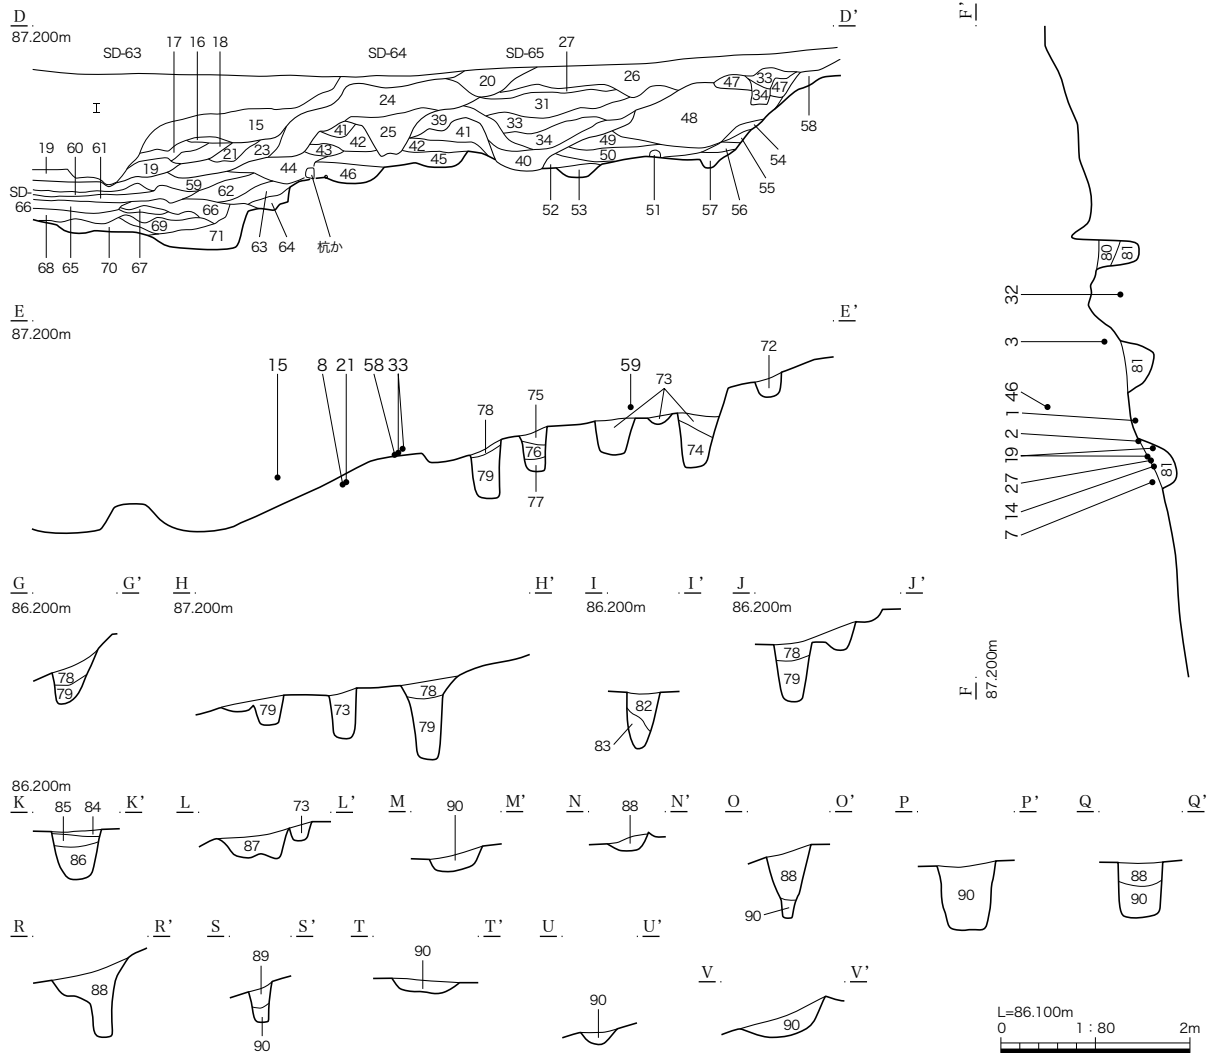 D D’
87.200m
SD-63 17 16 18 SD-64 SD-65 27
20 26 47 33 47 34 58
24 31
I 15 39 33 48
41 25 41 34
42 42 49
19 60 61 19 21 23 43 44 45 40 50 54
SD-66 59 62 46 55
66 63 64 杭か 52 53 51 57 56
69 71
68 65 70 67
E E’
87.200m
15 8 21 58 33 59 72
78 75 73
76 79 77 74
F’
80 81
32
3
81
46
1
2
19
27
14
7
81
F
87.200m
G G’ H H’ I I’ J J’
86.200m 87.200m 86.200m 86.200m
78 79
79 73 78 79
82 83
78 79
86.200m
K K’ L L’ M M’ N N’ O O’ P P’ Q Q’
85 84 86
73 87
90
88
88 90
90
88 90
R R’ S S’ T T’ U U’
88
89 90
90
90
V V’
90
L=86.100m
0 1：80 2m